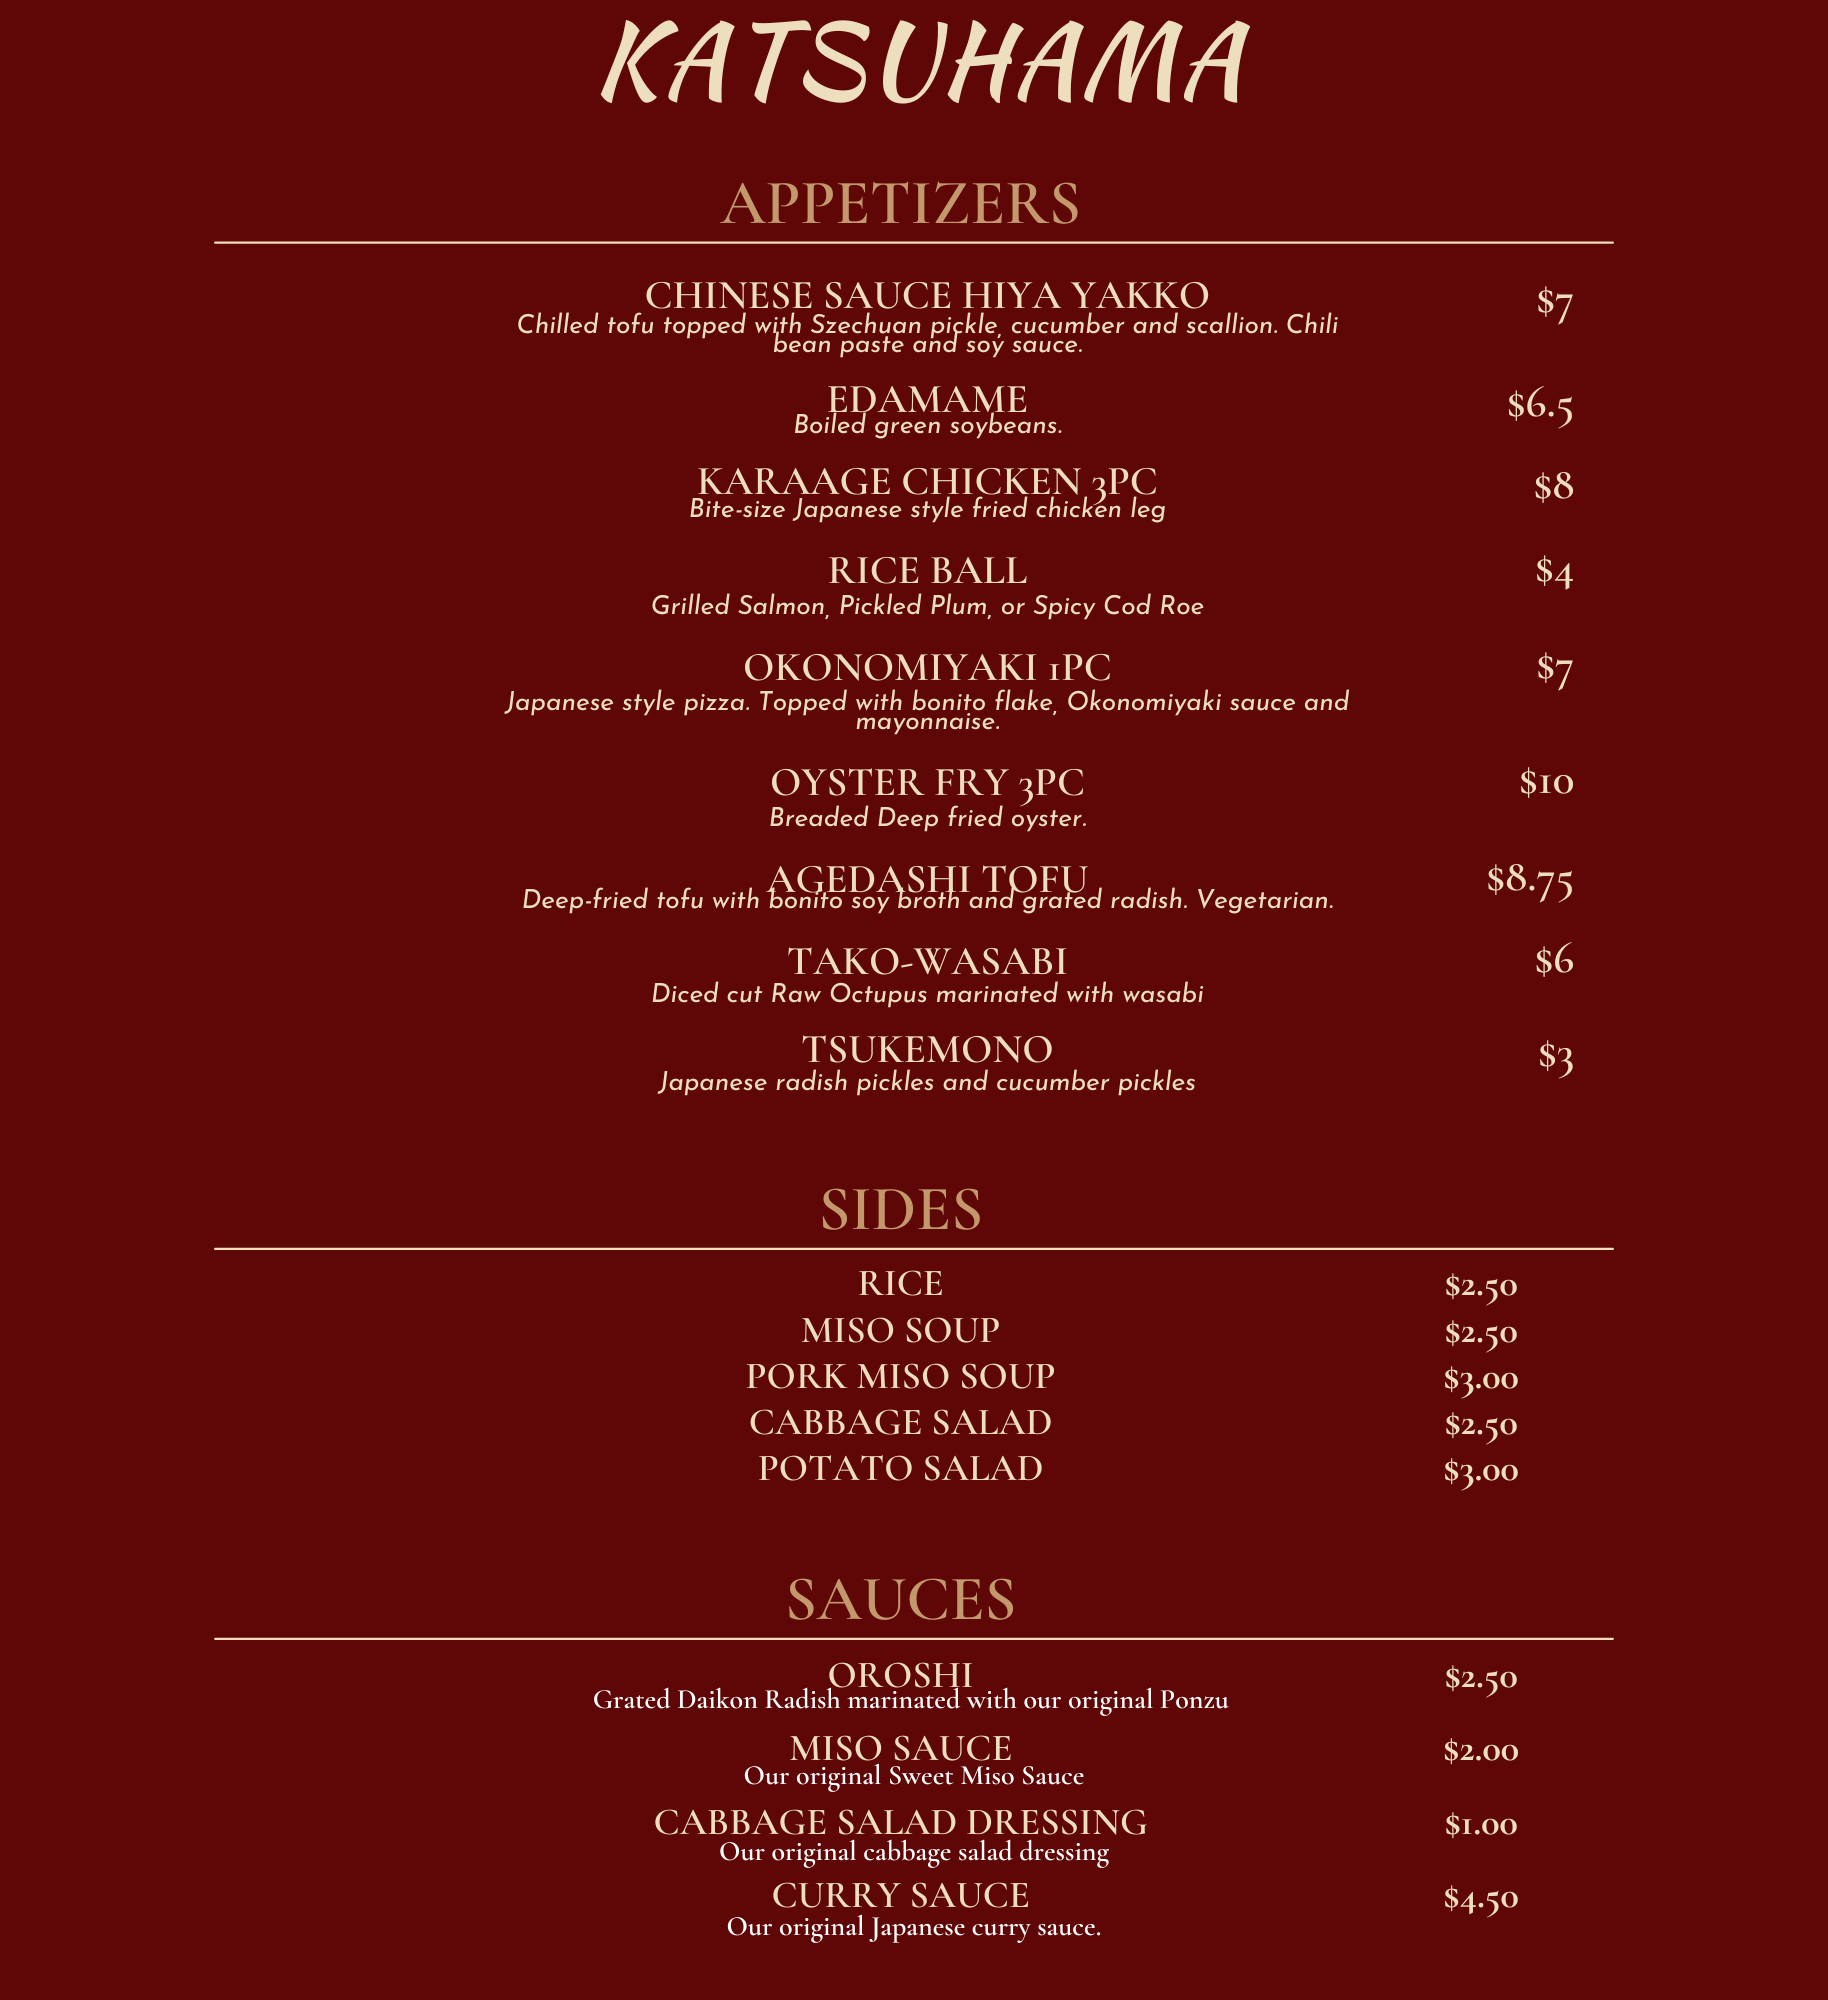 KATSUHAMA
APPETIZERS
CHINESE SAUCE HIYA YAKKO $7
Chilled tofu topped with Szechuan pickle, cucumber and scallion. Chili
bean paste and soy sauce.
EDAMAME $6.5
Boiled green soybeans.
KARAAGE CHICKEN 3PC $8
Bite-size Japanese style fried chicken leg
RICE BALL $4
Grilled Salmon, Pickled Plum, or Spicy Cod Roe
OKONOMIYAKI 1PC $7
Japanese style pizza. Topped with bonito flake, Okonomiyaki sauce and
mayonnaise.
OYSTER FRY 3PC $10
Breaded Deep fried oyster.
AGEDASHI TOFU $8.75
Deep-fried tofu with bonito soy broth and grated radish. Vegetarian.
TAKO-WASABI $6
Diced cut Raw Octupus marinated with wasabi
TSUKEMONO $3
Japanese radish pickles and cucumber pickles
SIDES
RICE $2.50
MISO SOUP $2.50
PORK MISO SOUP $3.00
CABBAGE SALAD $2.50
POTATO SALAD $3.00
SAUCES
OROSHI $2.50
Grated Daikon Radish marinated with our original Ponzu
MISO SAUCE $2.00
Our original Sweet Miso Sauce
CABBAGE SALAD DRESSING $1.00
Our original cabbage salad dressing
CURRY SAUCE $4.50
Our original Japanese curry sauce.